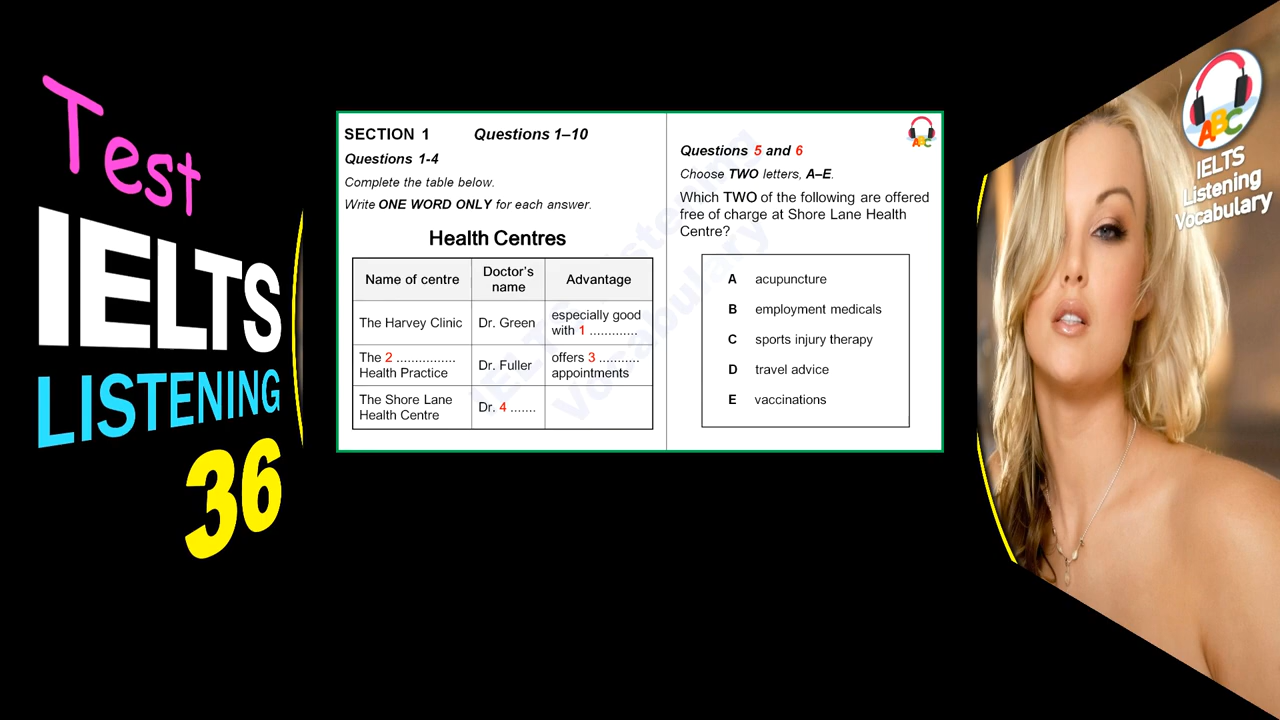 Test
IELTS
LISTENING
36
SECTION 1 Questions 1–10
Questions 1-4
Complete the table below.
Write ONE WORD ONLY for each answer.
Health Centres
Name of centre
Doctor's
name
Advantage
The Harvey Clinic
Dr. Green
especially good
with 1 .............
The 2 ................
Health Practice
Dr. Fuller
offers 3 ...........
appointments
The Shore Lane
Health Centre
Dr. 4 .......
Questions 5 and 6
Choose TWO letters, A–E.
Which TWO of the following are offered
free of charge at Shore Lane Health
Centre?
A acupuncture
B employment medicals
C sports injury therapy
D travel advice
E vaccinations
ABC
IELTS Listening
Vocabulary
ABC
IELTS
Listening
Vocabulary